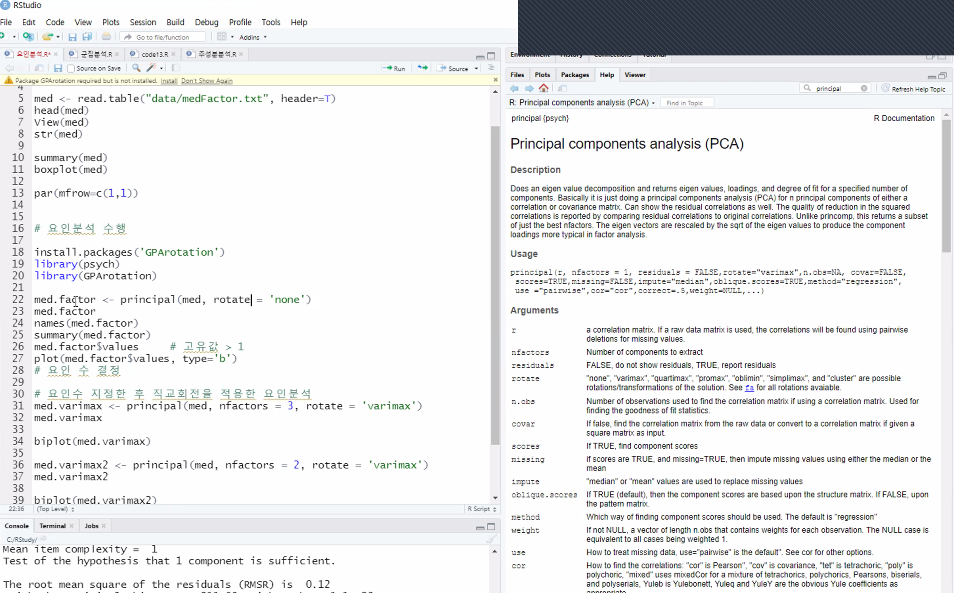 RStudio
File Edit Code View Plots Session Build Debug Profile Tools Help
Go to file/function Addins
요인분석.R* 군집분석.R code13.R 주성분분석.R
Source on Save Run Source
Package GPArotation required but is not installed. Install Don't Show Again
4
5 med <- read.table("data/medFactor.txt", header=T)
6 head(med)
7 View(med)
8 str(med)
9
10 summary(med)
11 boxplot(med)
12
13 par(mfrow=c(1,1))
14
15
16 # 요인분석 수행
17
18 install.packages('GPArotation')
19 library(psych)
20 library(GPArotation)
21
22 med.factor <- principal(med, rotate = 'none')
23 med.factor
24 names(med.factor)
25 summary(med.factor)
26 med.factor$values # 고유값 > 1
27 plot(med.factor$values, type='b')
28 # 요인 수 결정
29
30 # 요인수 지정한 후 직교회전을 적용한 요인분석
31 med.varimax <- principal(med, nfactors = 3, rotate = 'varimax')
32 med.varimax
33
34 biplot(med.varimax)
35
36 med.varimax2 <- principal(med, nfactors = 2, rotate = 'varimax')
37 med.varimax2
38
39 biplot(med.varimax2)
22:36 (Top Level) R Script
Console Terminal Jobs
C:/RStudy/
Mean item complexity = 1
Test of the hypothesis that 1 component is sufficient.
The root mean square of the residuals (RMSR) is 0.12
Environment History Connections Tutorial
Files Plots Packages Help Viewer
principal Refresh Help Topic
R: Principal components analysis (PCA) Find in Topic
principal {psych} R Documentation
Principal components analysis (PCA)
Description
Does an eigen value decomposition and returns eigen values, loadings, and degree of fit for a specified number of
components. Basically it is just doing a principal components analysis (PCA) for n principal components of either a
correlation or covariance matrix. Can show the residual correlations as well. The quality of reduction in the squared
correlations is reported by comparing residual correlations to original correlations. Unlike princomp, this returns a subset
of just the best nfactors. The eigen vectors are rescaled by the sqrt of the eigen values to produce the component
loadings more typical in factor analysis.
Usage
principal(r, nfactors = 1, residuals = FALSE,rotate="varimax",n.obs=NA, covar=FALSE,
scores=TRUE,missing=FALSE,impute="median",oblique.scores=TRUE,method="regression",
use ="pairwise",cor="cor",correct=.5,weight=NULL,...)
Arguments
r a correlation matrix. If a raw data matrix is used, the correlations will be found using pairwise
deletions for missing values.
nfactors Number of components to extract
residuals FALSE, do not show residuals, TRUE, report residuals
rotate "none", "varimax", "quartimax", "promax", "oblimin", "simplimax", and "cluster" are possible
rotations/transformations of the solution. See fa for all rotations avaiable.
n.obs Number of observations used to find the correlation matrix if using a correlation matrix. Used for
finding the goodness of fit statistics.
covar If false, find the correlation matrix from the raw data or convert to a correlation matrix if given a
square matrix as input.
scores If TRUE, find component scores
missing if scores are TRUE, and missing=TRUE, then impute missing values using either the median or the
mean
impute "median" or "mean" values are used to replace missing values
oblique.scores If TRUE (default), then the component scores are based upon the structure matrix. If FALSE, upon
the pattern matrix.
method Which way of finding component scores should be used. The default is "regression"
weight If not NULL, a vector of length n.obs that contains weights for each observation. The NULL case is
equivalent to all cases being weighted 1.
use How to treat missing data, use="pairwise" is the default". See cor for other options.
cor How to find the correlations: "cor" is Pearson", "cov" is covariance, "tet" is tetrachoric, "poly" is
polychoric, "mixed" uses mixedCor for a mixture of tetrachorics, polychorics, Pearsons, biserials,
and polyserials, Yuleb is Yulebonett, Yuleq and YuleY are the obvious Yule coefficients as
appropriate